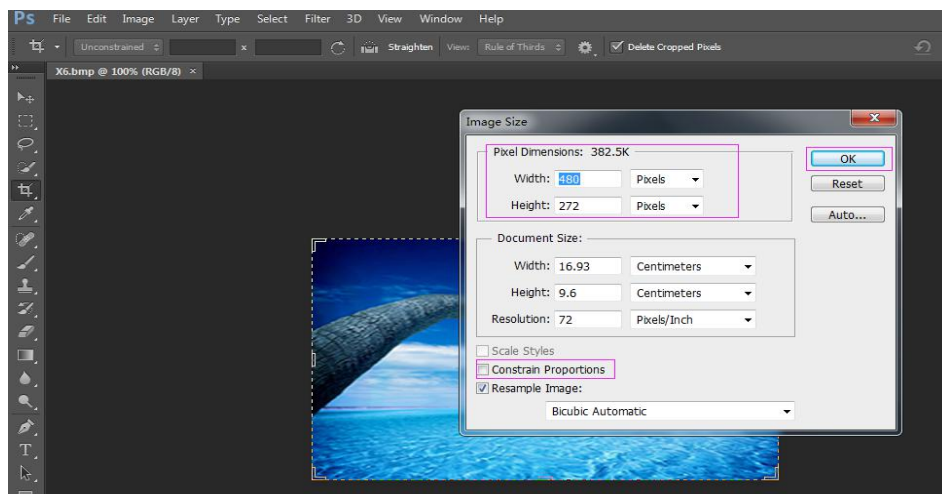 Ps File Edit Image Layer Type Select Filter 3D View Window Help
Unconstrained x Straighten View: Rule of Thirds Delete Cropped Pixels
X6.bmp @ 100% (RGB/8) ×
Image Size
Pixel Dimensions: 382.5K
OK
Width: 480 Pixels
Reset
Height: 272 Pixels
Auto...
Document Size:
Width: 16.93 Centimeters
Height: 9.6 Centimeters
Resolution: 72 Pixels/Inch
Scale Styles
Constrain Proportions
Resample Image:
Bicubic Automatic